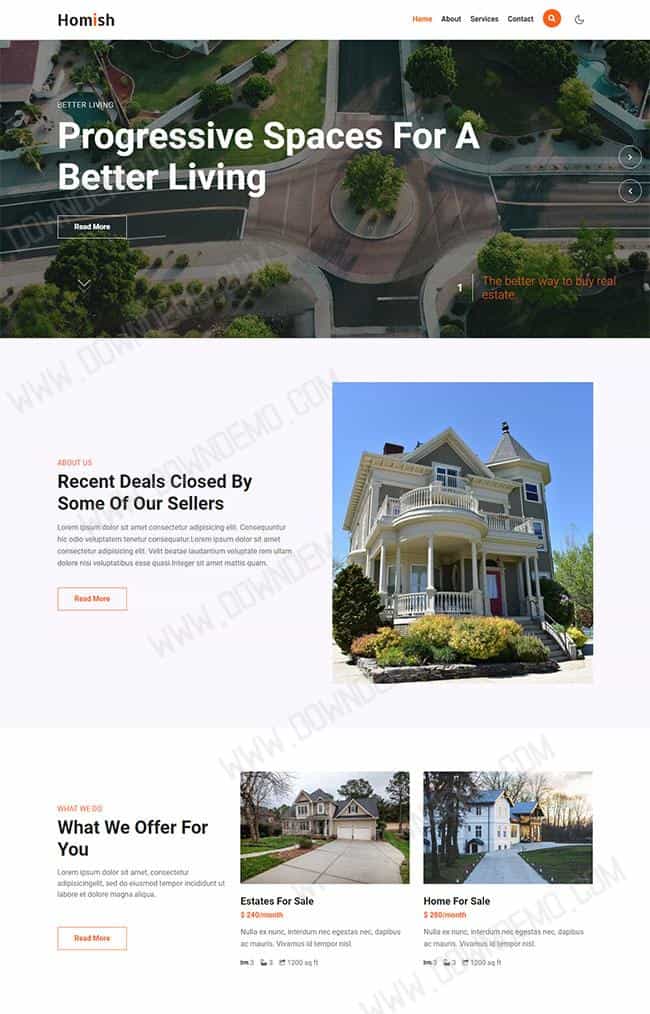 Homish
Home About Services Contact
BETTER LIVING
Progressive Spaces For A
Better Living
Read More
1
The better way to buy real
estate.
ABOUT US
Recent Deals Closed By
Some Of Our Sellers
Lorem ipsum dolor sit amet consectetur adipisicing elit. Consequuntur
hic odio voluptatem tenetur consequatur.Lorem ipsum dolor sit amet
consectetur adipisicing elit. Velit beatae laudantium voluptate rem ullam
dolore nisi voluptatibus esse quasi.Integer sit amet mattis quam.
Read More
WHAT WE DO
What We Offer For
You
Lorem ipsum dolor sit amet, consectetur
adipisicingelit, sed do eiusmod tempor incididunt ut
labore et dolore magna aliqua.
Read More
Estates For Sale
$ 240/month
Nulla ex nunc, interdum nec egestas nec, dapibus
ac mauris. Vivamus id tempor nisl.
3 3 1200 sq ft
Home For Sale
$ 280/month
Nulla ex nunc, interdum nec egestas nec, dapibus
ac mauris. Vivamus id tempor nisl.
3 3 1200 sq ft
WWW.DOWNDEMO.COM
WWW.DOWNDEMO.COM
WWW.DOWNDEMO.COM